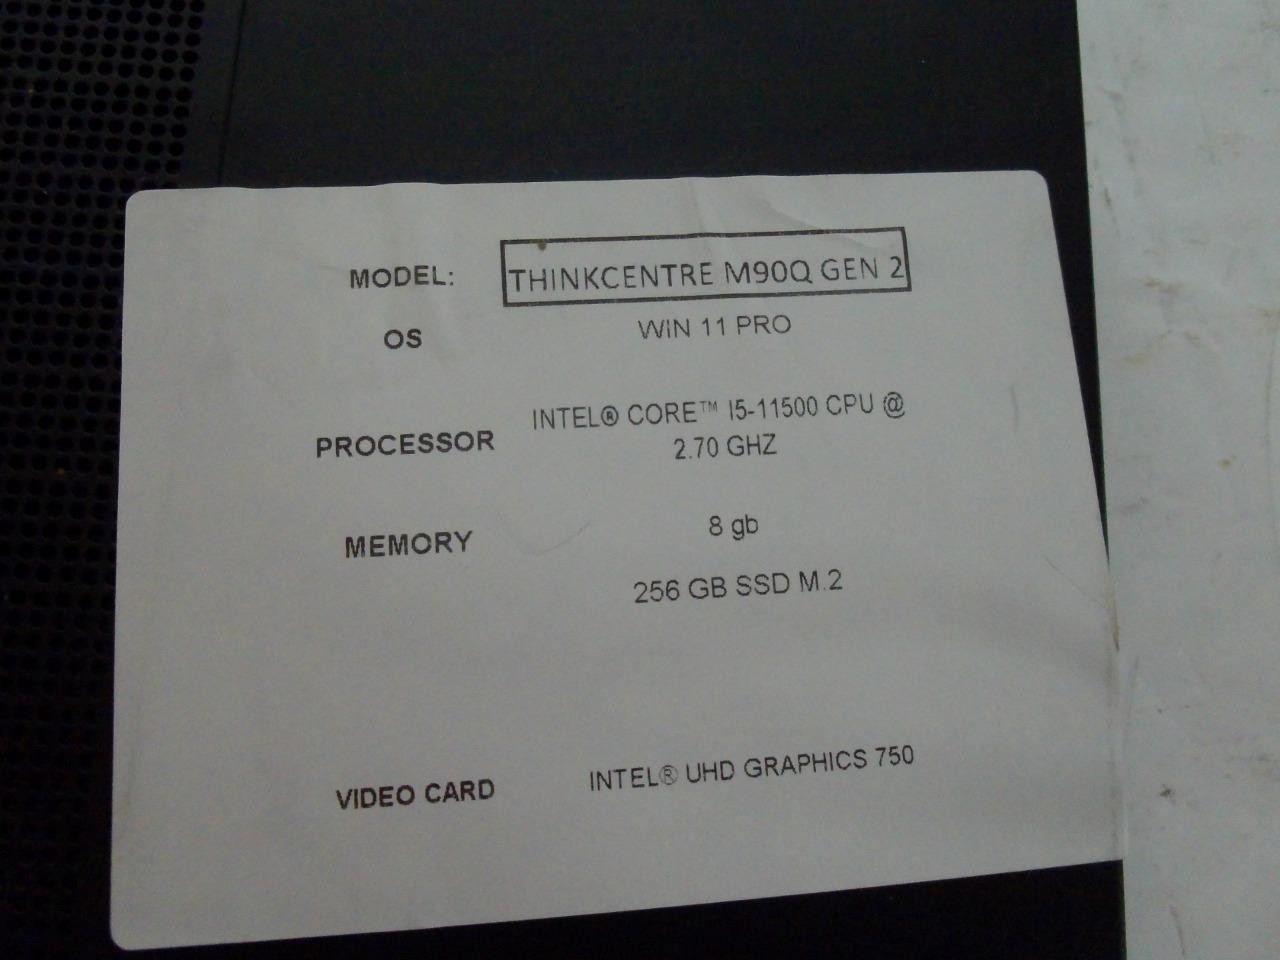 MODEL: THINKCENTRE M90Q GEN 2
OS WIN 11 PRO
PROCESSOR INTEL® CORE™ I5-11500 CPU @
2.70 GHZ
MEMORY 8 gb
256 GB SSD M.2
VIDEO CARD INTEL® UHD GRAPHICS 750